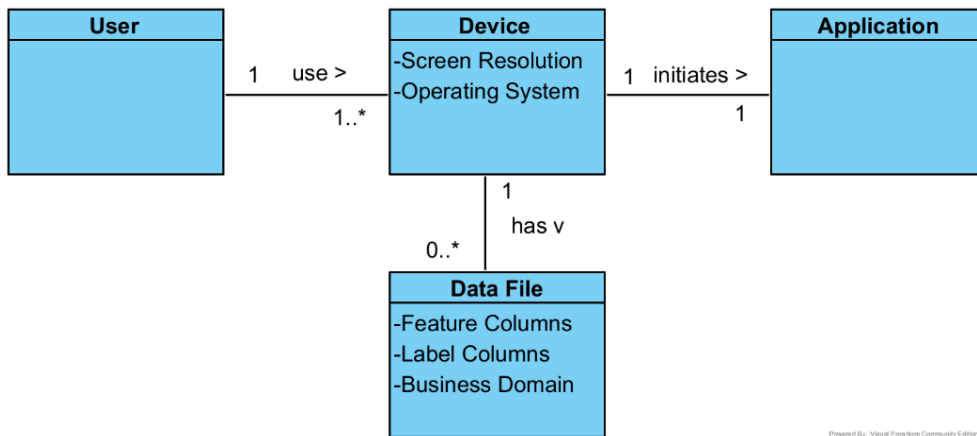 User
Device
Application
-Screen Resolution
-Operating System
1
use >
1..*
1
initiates >
1
1
has v
0..*
Data File
-Feature Columns
-Label Columns
-Business Domain
Powered By: Visual Paradigm Community Edition